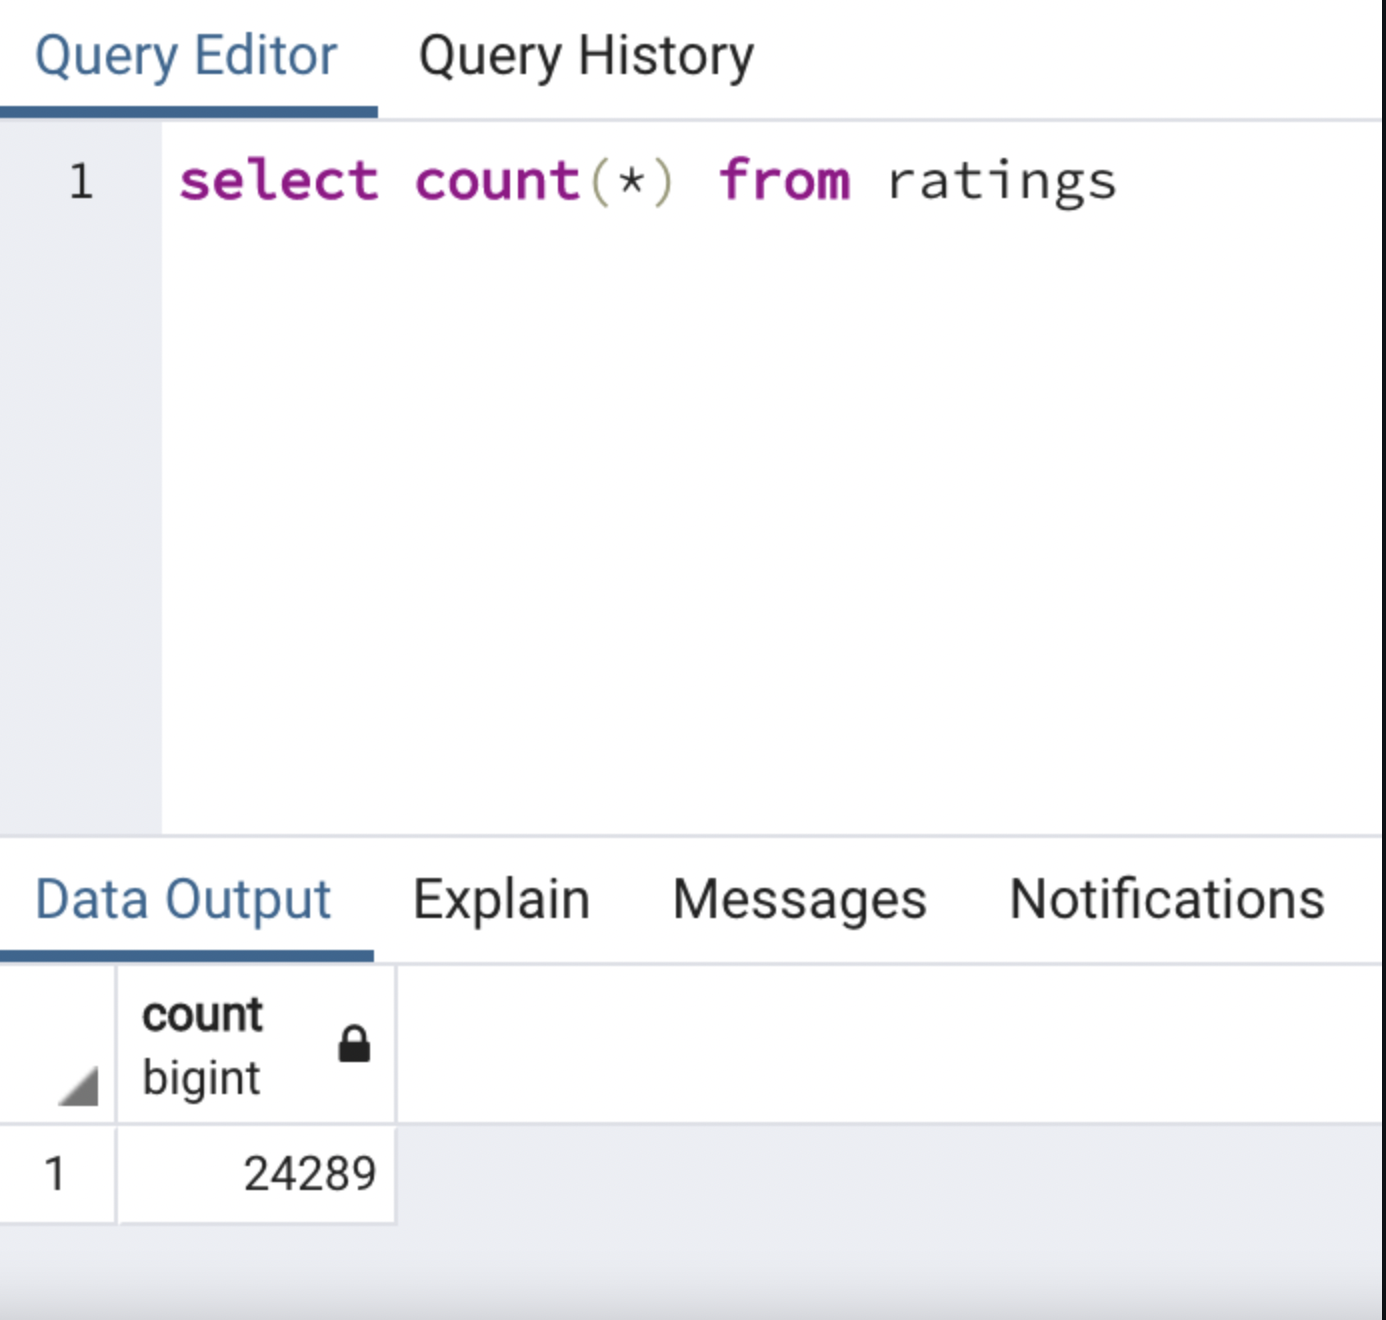 Query Editor Query History
1 select count(*) from ratings
Data Output Explain Messages Notifications
count
bigint
1 24289